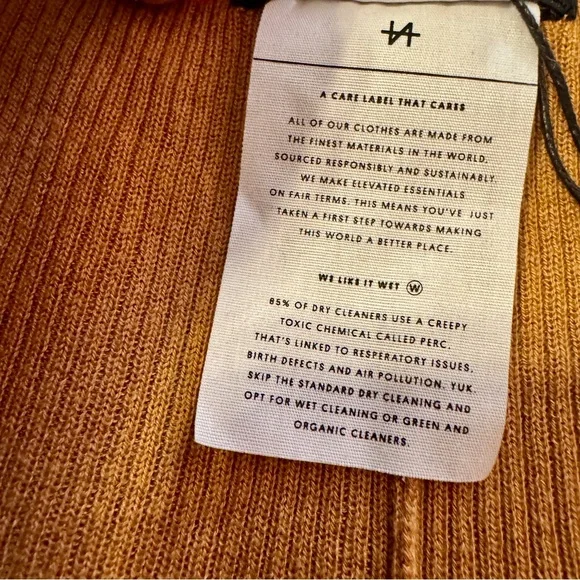 A CARE LABEL THAT CARES
ALL OF OUR CLOTHES ARE MADE FROM
THE FINEST MATERIALS IN THE WORLD.
SOURCED RESPONSIBLY AND SUSTAINABLY.
WE MAKE ELEVATED ESSENTIALS
ON FAIR TERMS. THIS MEANS YOU'VE JUST
TAKEN A FIRST STEP TOWARDS MAKING
THIS WORLD A BETTER PLACE.
WE LIKE IT WET Ⓦ
85% OF DRY CLEANERS USE A CREEPY
TOXIC CHEMICAL CALLED PERC.
THAT'S LINKED TO RESPERATORY ISSUES,
BIRTH DEFECTS AND AIR POLLUTION. YUK
SKIP THE STANDARD DRY CLEANING AND
OPT FOR WET CLEANING OR GREEN AND
ORGANIC CLEANERS.